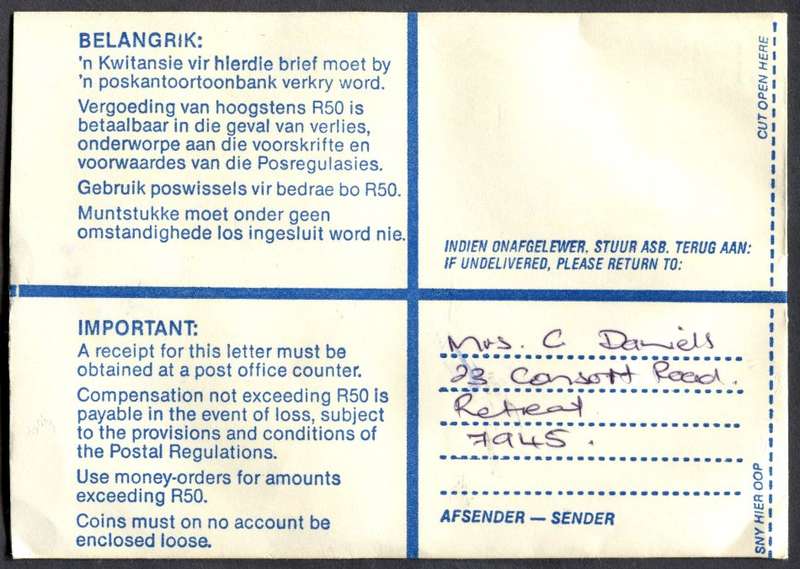 BELANGRIK:
'n Kwitansie vir hierdie brief moet by
'n poskantoortoonbank verkry word.
Vergoeding van hoogstens R50 is
betaalbaar in die geval van verlies,
onderworpe aan die voorskrifte en
voorwaardes van die Posregulasies.
Gebruik poswissels vir bedrae bo R50.
Muntstukke moet onder geen
omstandighede los ingesluit word nie.
CUT OPEN HERE
INDIEN ONAFGELEWER, STUUR ASB. TERUG AAN:
IF UNDELIVERED, PLEASE RETURN TO:
IMPORTANT:
A receipt for this letter must be
obtained at a post office counter.
Compensation not exceeding R50 is
payable in the event of loss, subject
to the provisions and conditions of
the Postal Regulations.
Use money-orders for amounts
exceeding R50.
Coins must on no account be
enclosed loose.
Mrs. C Daniels
23 Consort Road.
Retreat
7945.
AFSENDER — SENDER
SNY HIER OOP